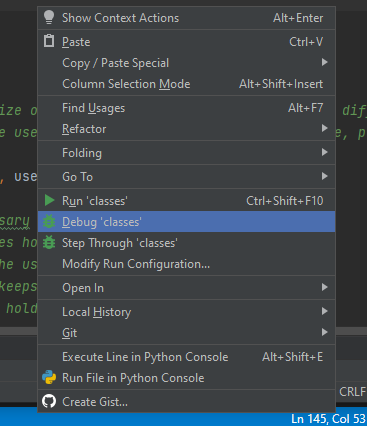 Show Context Actions Alt+Enter
Paste Ctrl+V
Copy / Paste Special
Column Selection Mode Alt+Shift+Insert
Find Usages Alt+F7
ize o diff
Refactor
e use e, p
Folding
Go To
, use
Run 'classes' Ctrl+Shift+F10
sary
Debug 'classes'
es ho
Step Through 'classes'
he us
Modify Run Configuration...
keeps
Open In
hold
Local History
Git
Execute Line in Python Console Alt+Shift+E
Run File in Python Console
CRLF
Create Gist...
Ln 145, Col 53